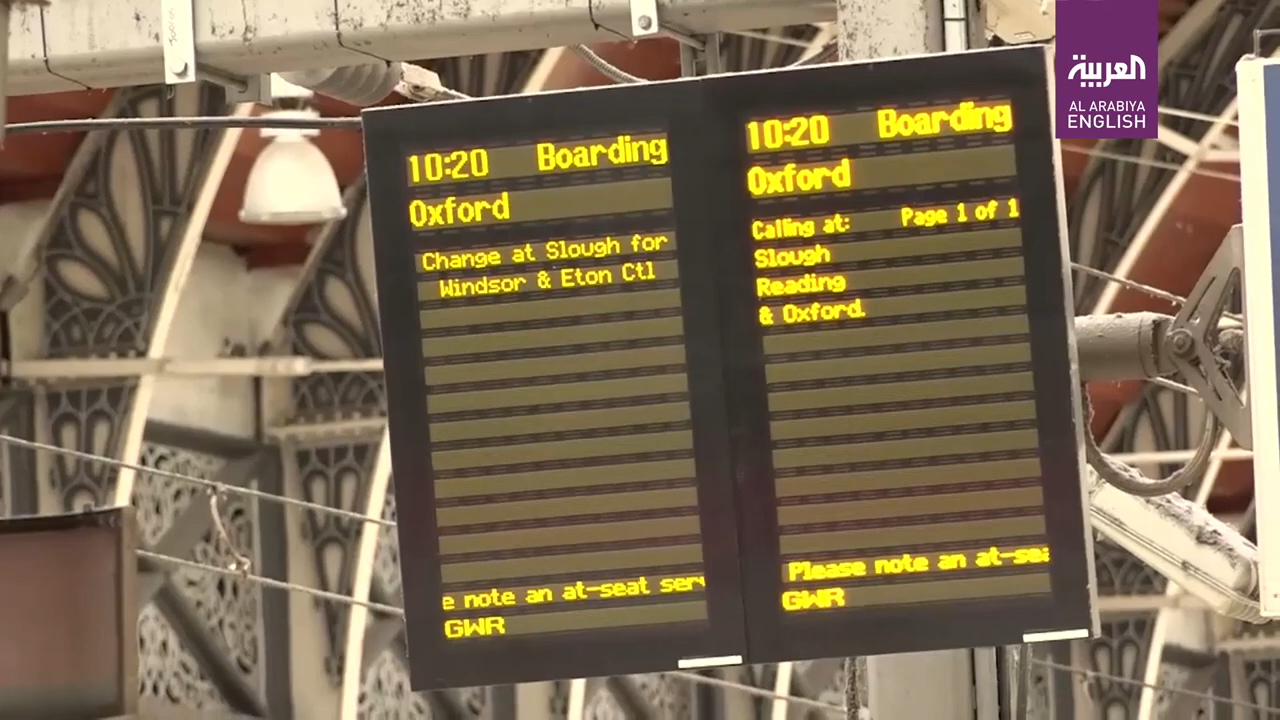 10:20 Boarding
Oxford
Change at Slough for
Windsor & Eton Ctl
e note an at-seat serv
GWR
10:20 Boarding
Oxford
Calling at: Page 1 of 1
Slough
Reading
& Oxford.
Please note an at-sea
GWR
العربية
AL ARABIYA
ENGLISH